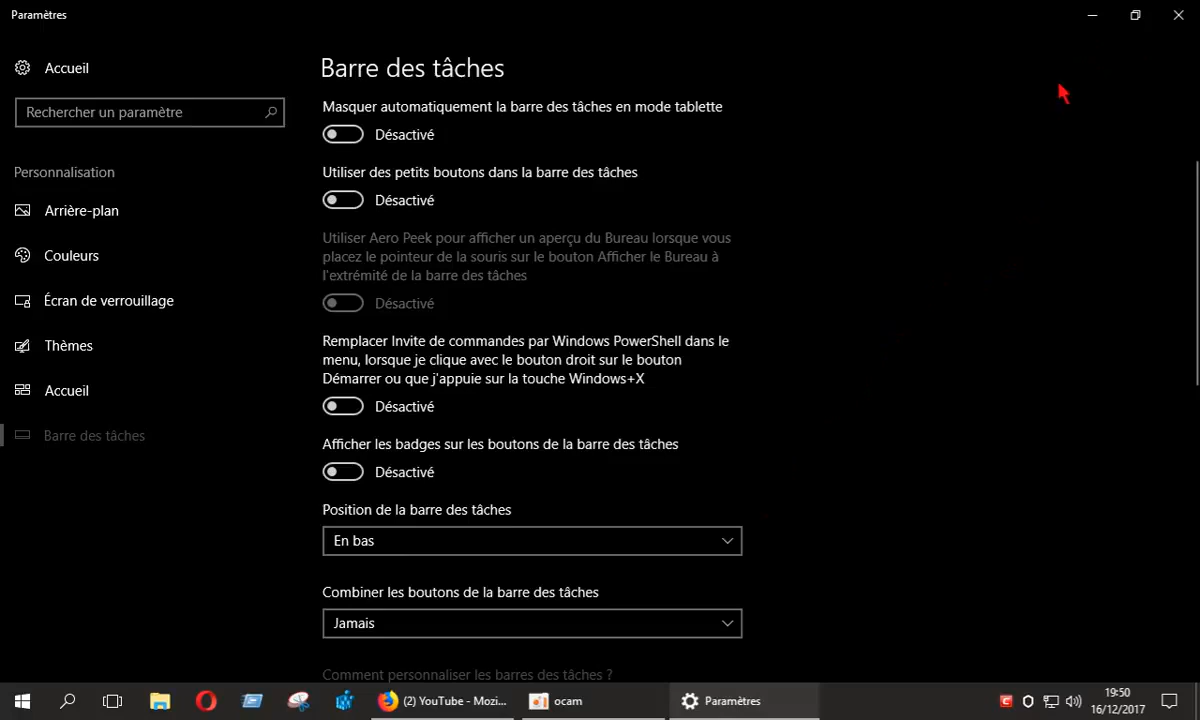 Paramètres
Accueil
Rechercher un paramètre
Personnalisation
Arrière-plan
Couleurs
Écran de verrouillage
Thèmes
Accueil
Barre des tâches
Barre des tâches
Masquer automatiquement la barre des tâches en mode tablette
Désactivé
Utiliser des petits boutons dans la barre des tâches
Désactivé
Utiliser Aero Peek pour afficher un aperçu du Bureau lorsque vous
placez le pointeur de la souris sur le bouton Afficher le Bureau à
l'extrémité de la barre des tâches
Désactivé
Remplacer Invite de commandes par Windows PowerShell dans le
menu, lorsque je clique avec le bouton droit sur le bouton
Démarrer ou que j'appuie sur la touche Windows+X
Désactivé
Afficher les badges sur les boutons de la barre des tâches
Désactivé
Position de la barre des tâches
En bas
Combiner les boutons de la barre des tâches
Jamais
Comment personnaliser les barres des tâches ?
(2) YouTube - Mozi...
ocam
Paramètres
19:50
16/12/2017